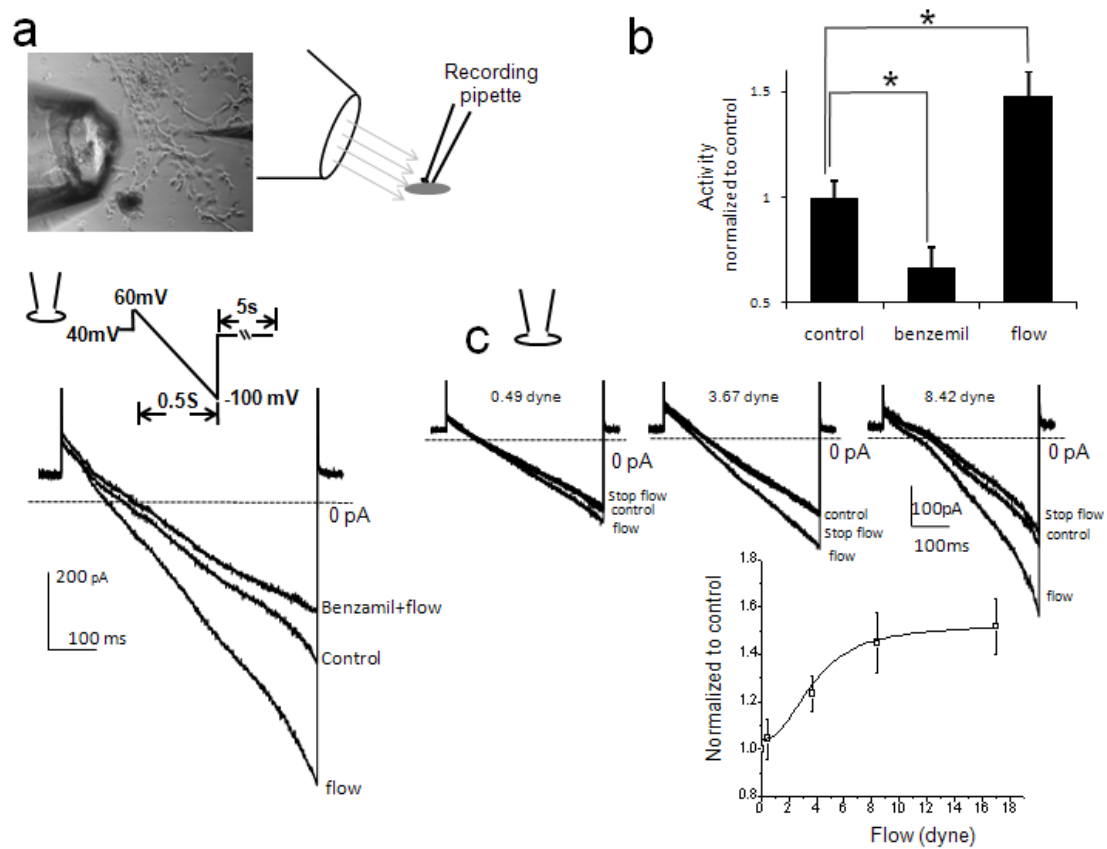 a
Recording
pipette
60mV
40mV
5s
0.5S
-100 mV
0 pA
200 pA
100 ms
Benzamil+flow
Control
flow
b
*
*
Activity
normalized to control
1.5
1
0.5
control benzemil flow
c
0.49 dyne
0 pA
Stop flow
control
flow
3.67 dyne
0 pA
control
Stop flow
flow
8.42 dyne
0 pA
100pA
100ms
Stop flow
control
flow
Normalized to control
1.8
1.6
1.4
1.2
1.0
0.8
0 2 4 6 8 10 12 14 16 18
Flow (dyne)